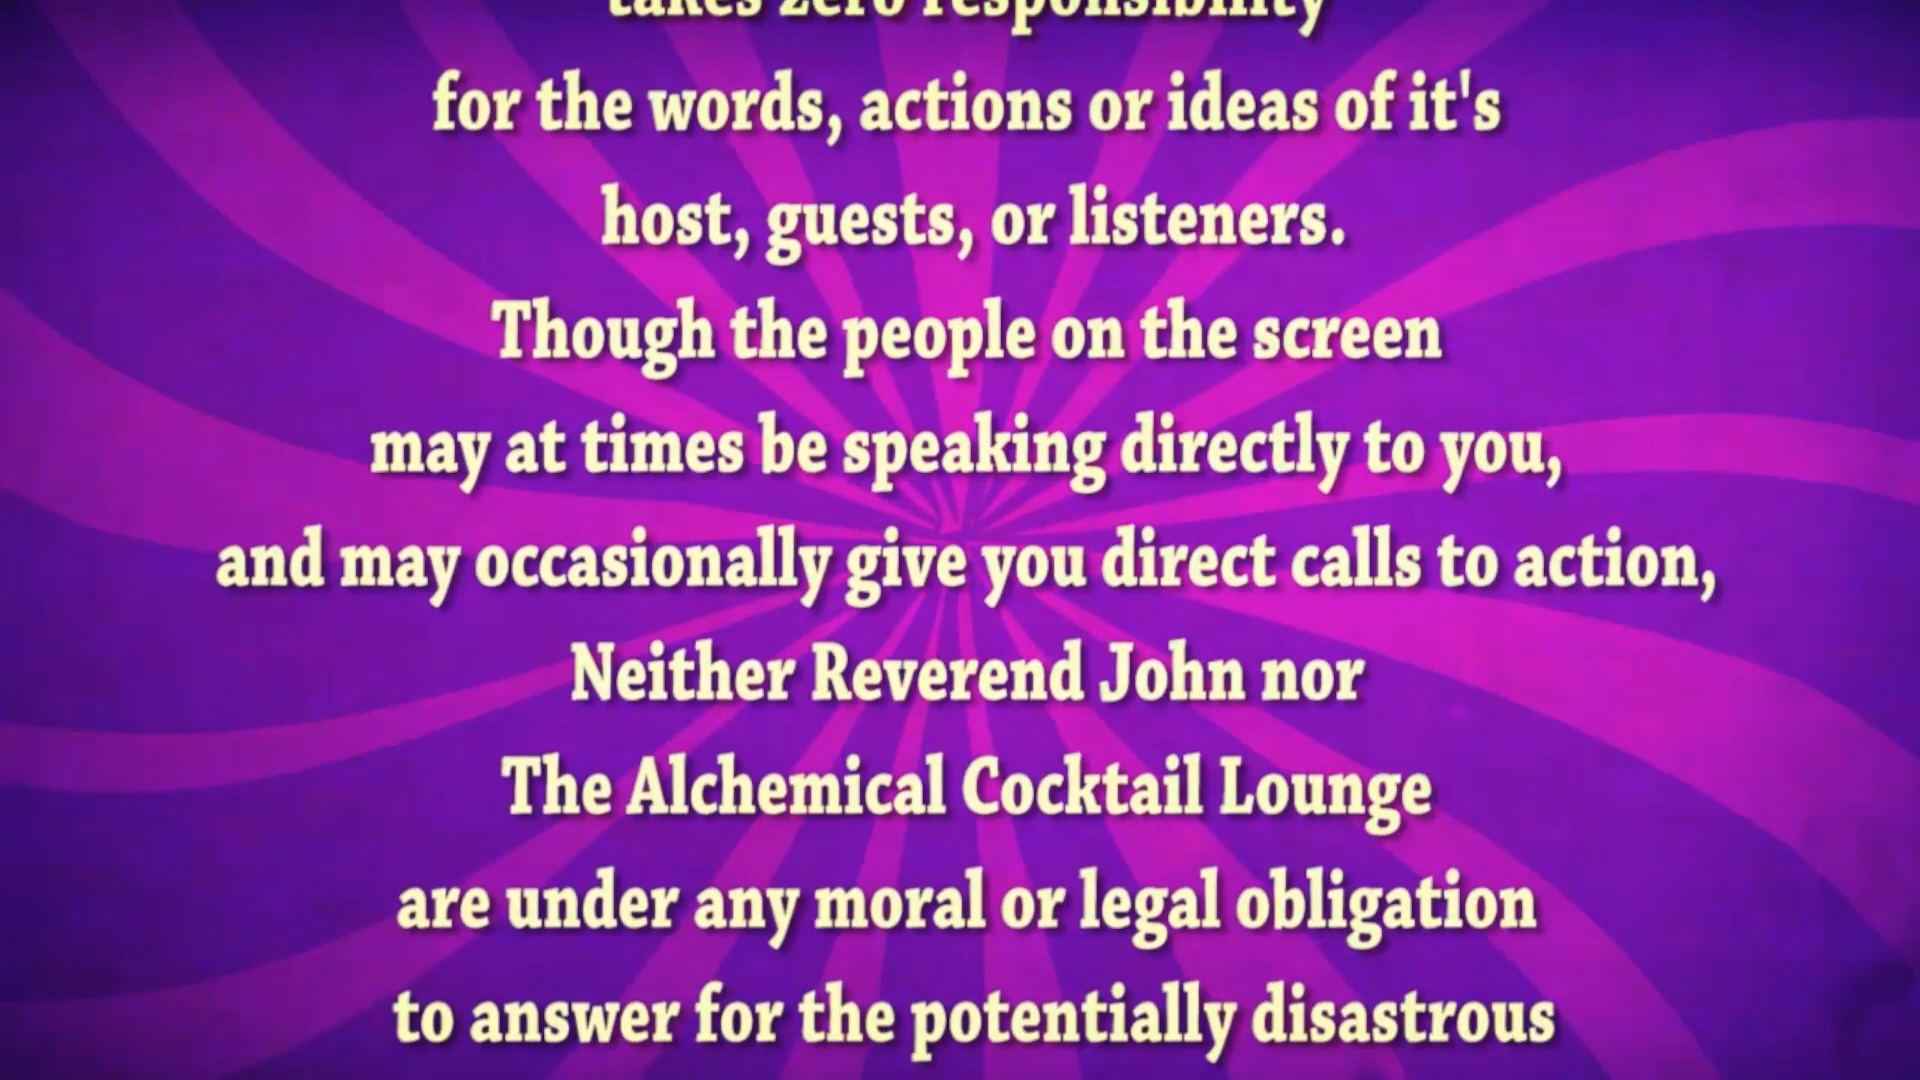 takes zero responsibility
for the words, actions or ideas of it's
host, guests, or listeners.
Though the people on the screen
may at times be speaking directly to you,
and may occasionally give you direct calls to action,
Neither Reverend John nor
The Alchemical Cocktail Lounge
are under any moral or legal obligation
to answer for the potentially disastrous